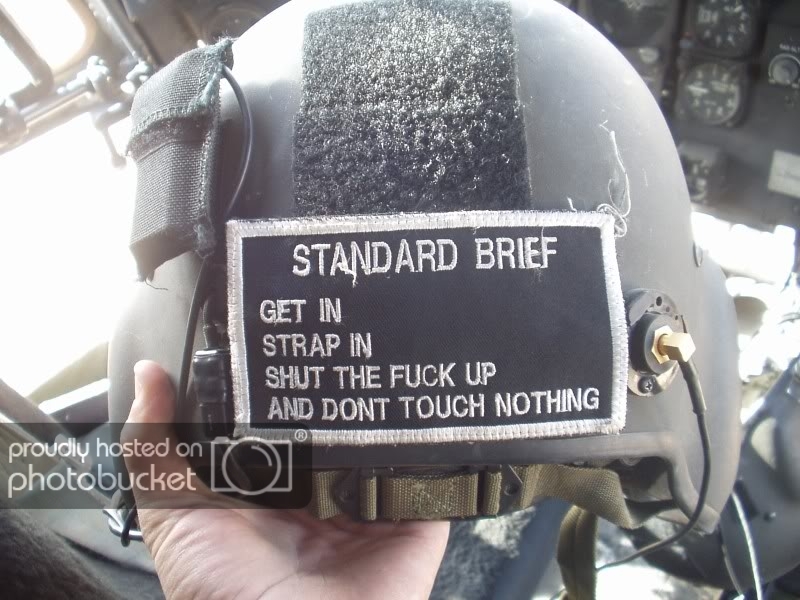 STANDARD BRIEF
GET IN
STRAP IN
SHUT THE FUCK UP
AND DONT TOUCH NOTHING
proudly hosted on
photobucket